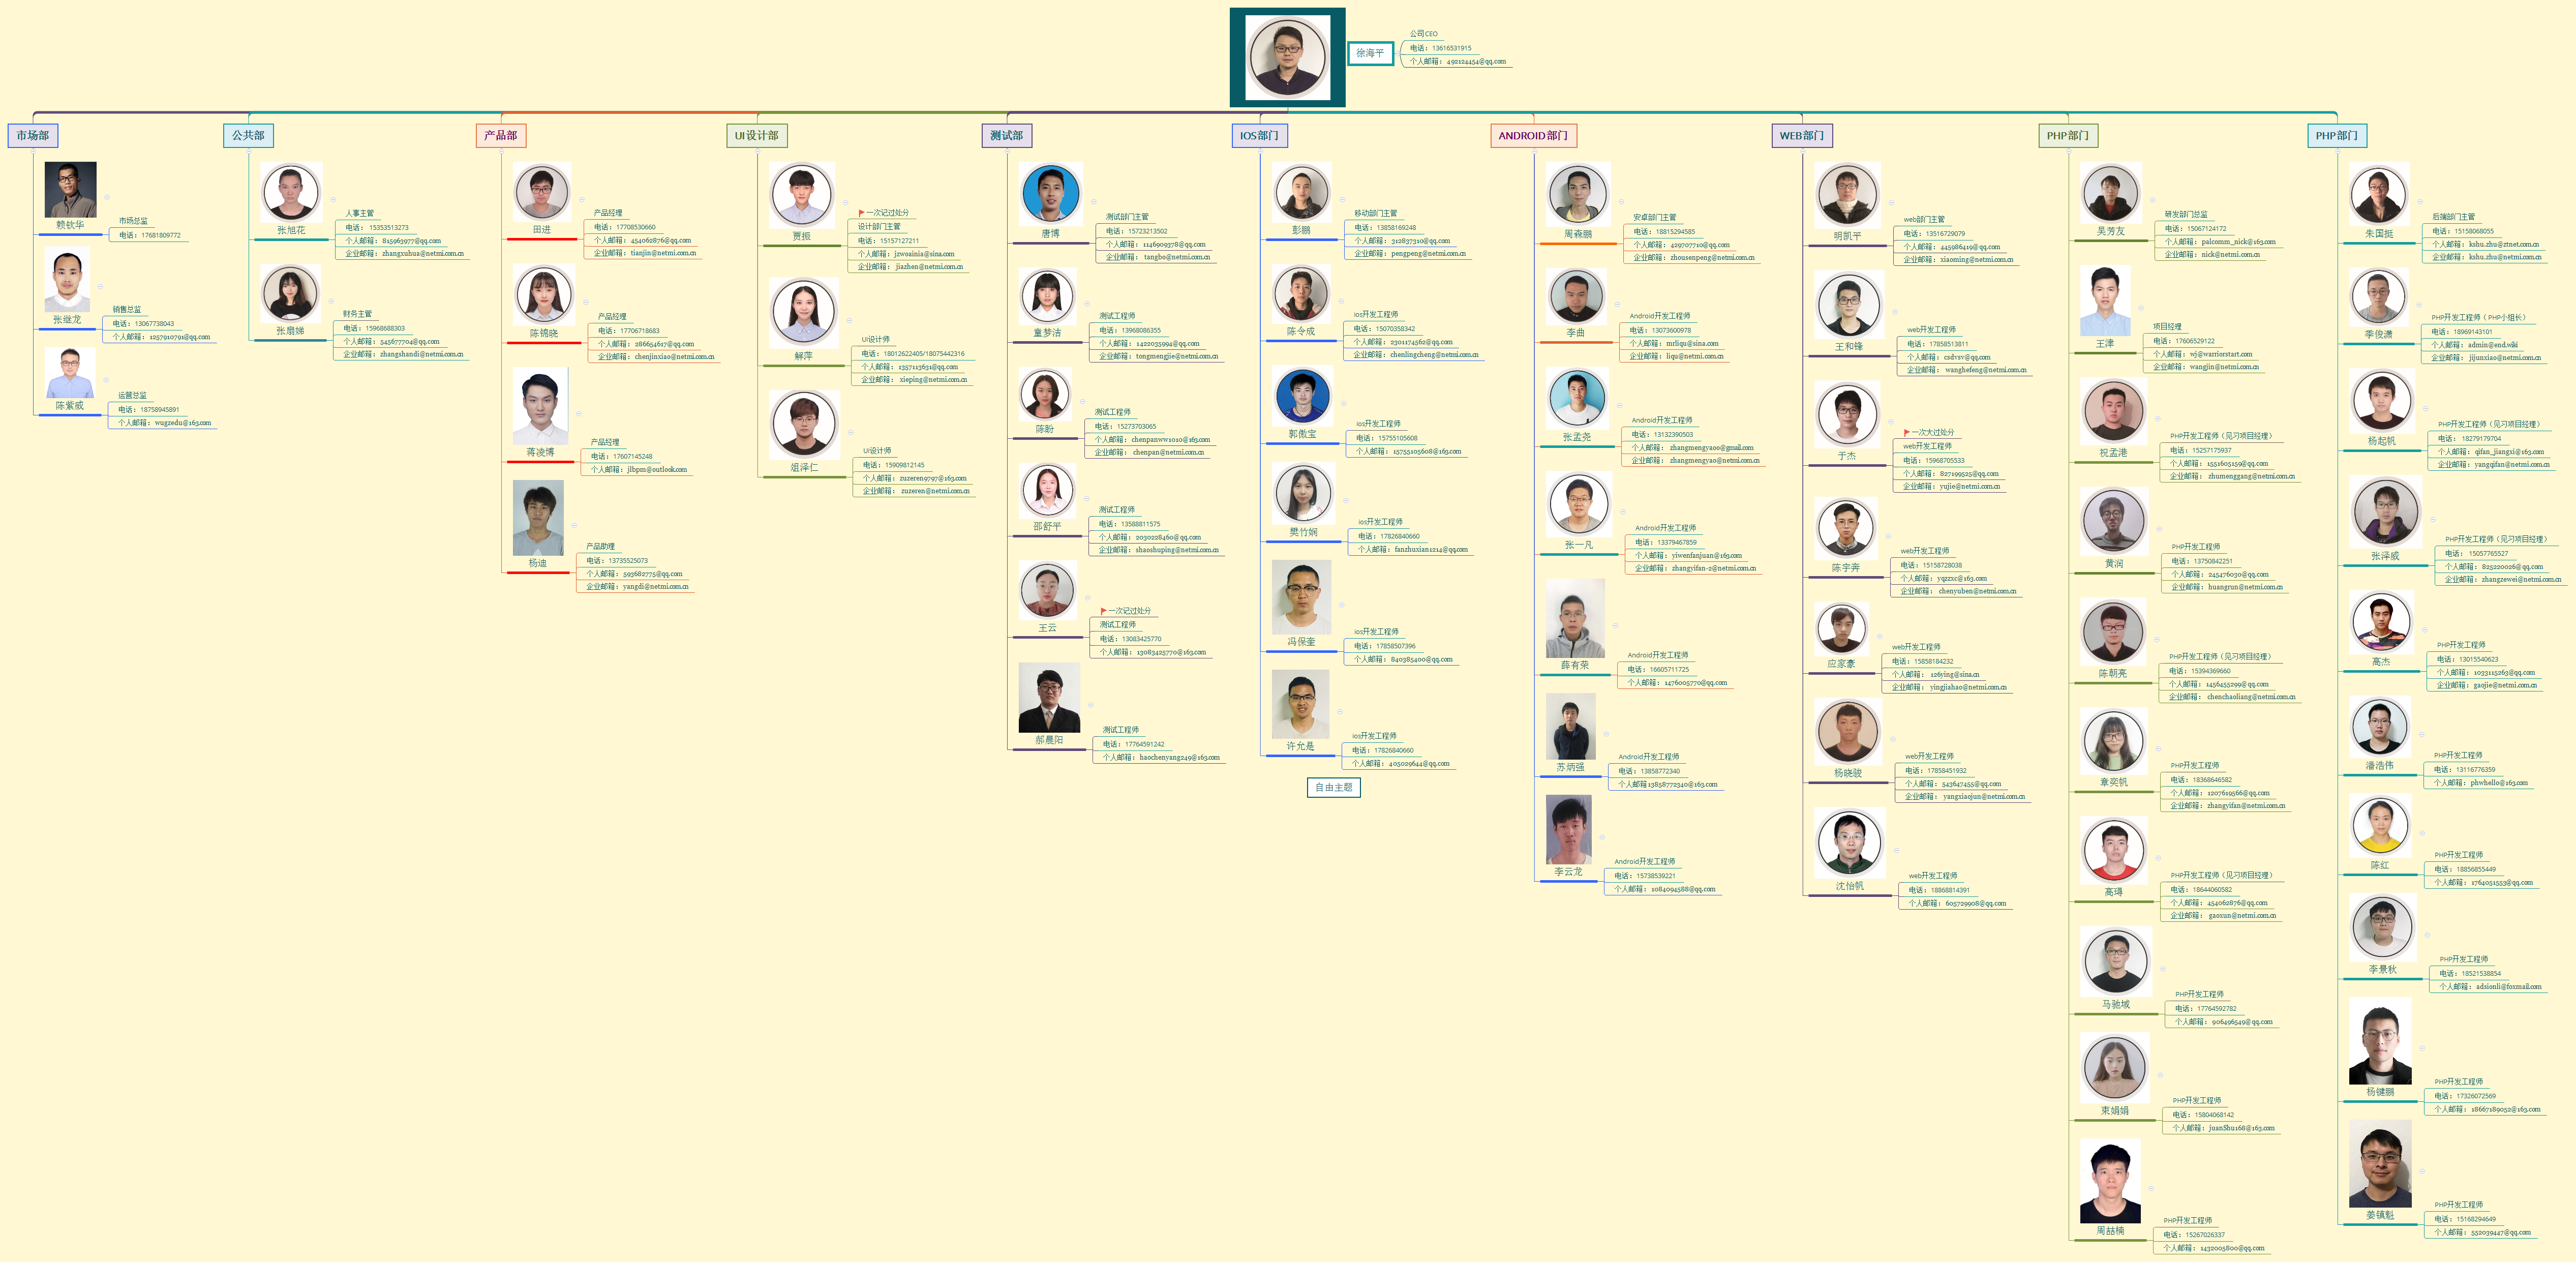 徐海平
公司CEO
电话：13616531915
个人邮箱：492124454@qq.com
市场部
赖钦华
市场总监
电话：17681809772
张继龙
销售总监
电话：13067738043
个人邮箱：1257910791@qq.com
陈紫威
运营总监
电话：18758945891
个人邮箱：wugzedu@163.com
公共部
张旭花
人事主管
电话：15353513273
个人邮箱：815963977@qq.com
企业邮箱：zhangxuhua@netmi.com.cn
张扇娣
财务主管
电话：15968688303
个人邮箱：545677704@qq.com
企业邮箱：zhangshandi@netmi.com.cn
产品部
田进
产品经理
电话：17708530660
个人邮箱：454062876@qq.com
企业邮箱：tianjin@netmi.com.cn
陈锦晓
产品经理
电话：17706718683
个人邮箱：286654617@qq.com
企业邮箱：chenjinxiao@netmi.com.cn
蒋凌博
产品经理
电话：17607145248
个人邮箱：jlbpm@outlook.com
杨迪
产品助理
电话：13735525073
个人邮箱：593682775@qq.com
企业邮箱：yangdi@netmi.com.cn
UI设计部
贾振
一次记过处分
设计部门主管
电话：15157127211
个人邮箱：jzwoainia@sina.com
企业邮箱：jiazhen@netmi.com.cn
解萍
UI设计师
电话：18012622405/18075442316
个人邮箱：1357113631@qq.com
企业邮箱：xieping@netmi.com.cn
俎泽仁
UI设计师
电话：15909812145
个人邮箱：zuzeren9797@163.com
企业邮箱：zuzeren@netmi.com.cn
测试部
唐博
测试部门主管
电话：15723213502
个人邮箱：1146909378@qq.com
企业邮箱：tangbo@netmi.com.cn
童梦洁
测试工程师
电话：13968086355
个人邮箱：1422035994@qq.com
企业邮箱：tongmengjie@netmi.com.cn
陈盼
测试工程师
电话：15273703065
个人邮箱：chenpanww1010@163.com
企业邮箱：chenpan@netmi.com.cn
邵舒平
测试工程师
电话：13588811575
个人邮箱：2030228460@qq.com
企业邮箱：shaoshuping@netmi.com.cn
王云
一次记过处分
测试工程师
电话：13083425770
个人邮箱：13083425770@163.com
郝晨阳
测试工程师
电话：17764591242
个人邮箱：haochenyang249@163.com
IOS部门
彭鹏
移动部门主管
电话：13858169248
个人邮箱：312837310@qq.com
企业邮箱：pengpeng@netmi.com.cn
陈令成
ios开发工程师
电话：15070358342
个人邮箱：2301174562@qq.com
企业邮箱：chenlingcheng@netmi.com.cn
郭傲宝
ios开发工程师
电话：15755105608
个人邮箱：15755105608@163.com
樊竹娴
ios开发工程师
电话：17826840660
个人邮箱：fanzhuxian1214@qq.com
冯保奎
ios开发工程师
电话：17858507396
个人邮箱：840385400@qq.com
许允是
ios开发工程师
电话：17826840660
个人邮箱：405029644@qq.com
自由主题
ANDROID部门
周森鹏
安卓部门主管
电话：18815294585
个人邮箱：429707710@qq.com
企业邮箱：zhousenpeng@netmi.com.cn
李曲
Android开发工程师
电话：13073600978
个人邮箱：mrliqu@sina.com
企业邮箱：liqu@netmi.com.cn
张孟尧
Android开发工程师
电话：13132390503
个人邮箱：zhangmengyaoo@gmail.com
企业邮箱：zhangmengyao@netmi.com.cn
张一凡
Android开发工程师
电话：13379467859
个人邮箱：yiwenfanjuan@163.com
企业邮箱：zhangyifan-2@netmi.com.cn
薛有荣
Android开发工程师
电话：16605711725
个人邮箱：1476005770@qq.com
苏炳强
Android开发工程师
电话：13858772340
个人邮箱13858772340@163.com
李云龙
Android开发工程师
电话：15738539221
个人邮箱：1084094588@qq.com
WEB部门
明凯平
web部门主管
电话：13516729079
个人邮箱：445986419@qq.com
企业邮箱：xiaoming@netmi.com.cn
王和锋
web开发工程师
电话：17858513811
个人邮箱：csdvsv@qq.com
企业邮箱：wanghefeng@netmi.com.cn
于杰
一次大过处分
web开发工程师
电话：15968705533
个人邮箱：827199525@qq.com
企业邮箱：yujie@netmi.com.cn
陈宇奔
web开发工程师
电话：15158728038
个人邮箱：yqzzxc@163.com
企业邮箱：chenyuben@netmi.com.cn
应家豪
web开发工程师
电话：15858184232
个人邮箱：126ying@sina.cn
企业邮箱：yingjiahao@netmi.com.cn
杨晓骏
web开发工程师
电话：17858451932
个人邮箱：543647455@qq.com
企业邮箱：yangxiaojun@netmi.com.cn
沈怡帆
web开发工程师
电话：18868814391
个人邮箱：605729908@qq.com
PHP部门
吴芳友
研发部门总监
电话：15067124172
个人邮箱：palcomm_nick@163.com
企业邮箱：nick@netmi.com.cn
王津
项目经理
电话：17606529122
个人邮箱：wj@warriorstart.com
企业邮箱：wangjin@netmi.com.cn
祝孟港
PHP开发工程师（见习项目经理）
电话：15257175937
个人邮箱：1551605159@qq.com
企业邮箱：zhumenggang@netmi.com.cn
黄润
PHP开发工程师
电话：13750842251
个人邮箱：245476030@qq.com
企业邮箱：huangrun@netmi.com.cn
陈朝亮
PHP开发工程师（见习项目经理）
电话：15394369660
个人邮箱：1456455299@qq.com
企业邮箱：chenchaoliang@netmi.com.cn
章奕帆
PHP开发工程师
电话：18368646582
个人邮箱：1207619566@qq.com
企业邮箱：zhangyifan@netmi.com.cn
高㻏
PHP开发工程师（见习项目经理）
电话：18644060582
个人邮箱：454062876@qq.com
企业邮箱：gaoxun@netmi.com.cn
马驰域
PHP开发工程师
电话：17764592782
个人邮箱：906496549@qq.com
束娟娟
PHP开发工程师
电话：15804068142
个人邮箱：juanShu168@163.com
周喆楠
PHP开发工程师
电话：15267026337
个人邮箱：1432005800@qq.com
PHP部门
朱国挺
后端部门主管
电话：15158068055
个人邮箱：kshu.zhu@ztnet.com.cn
企业邮箱：kshu.zhu@netmi.com.cn
季俊潇
PHP开发工程师（PHP小组长）
电话：18969143101
个人邮箱：admin@end.wiki
企业邮箱：jijunxiao@netmi.com.cn
杨起帆
PHP开发工程师（见习项目经理）
电话：18279179704
个人邮箱：qifan_jiangxi@163.com
企业邮箱：yangqifan@netmi.com.cn
张泽威
PHP开发工程师（见习项目经理）
电话：15057765527
个人邮箱：825220026@qq.com
企业邮箱：zhangzewei@netmi.com.cn
高杰
PHP开发工程师
电话：13015540623
个人邮箱：1033115263@qq.com
企业邮箱：gaojie@netmi.com.cn
潘浩伟
PHP开发工程师
电话：13116776359
个人邮箱：phwhello@163.com
陈红
PHP开发工程师
电话：18856855449
个人邮箱：1764051553@qq.com
李景秋
PHP开发工程师
电话：18521538854
个人邮箱：adsionli@foxmail.com
杨键鹏
PHP开发工程师
电话：17326072569
个人邮箱：18667189052@163.com
姜镇魁
PHP开发工程师
电话：15168294649
个人邮箱：552039447@qq.com